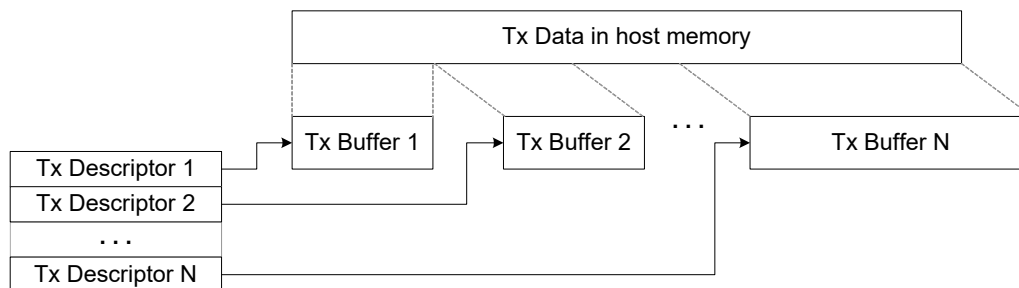 Tx Data in host memory
Tx Buffer 1
Tx Buffer 2
...
Tx Buffer N
Tx Descriptor 1
Tx Descriptor 2
...
Tx Descriptor N